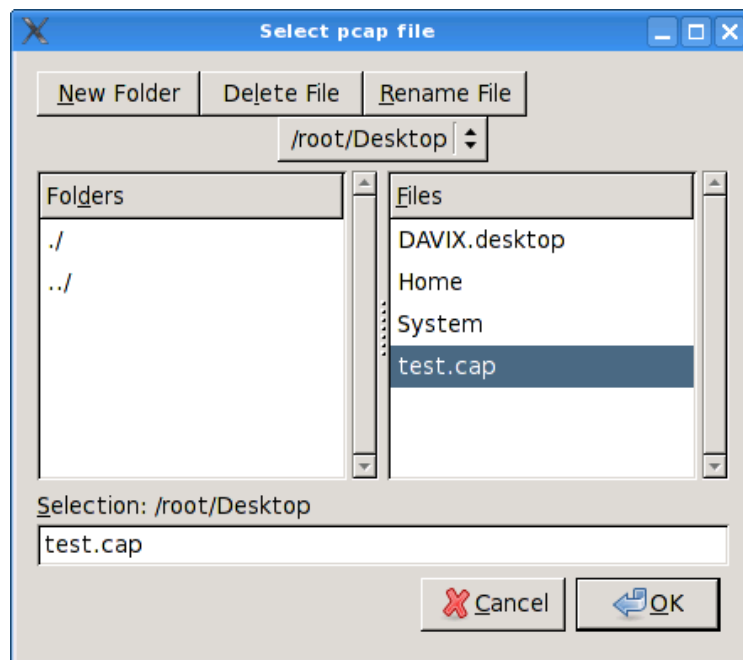 Select pcap file
New Folder Delete File Rename File
/root/Desktop
Folders Files
./ DAVIX.desktop
../ Home
System
test.cap
Selection: /root/Desktop
test.cap
Cancel OK